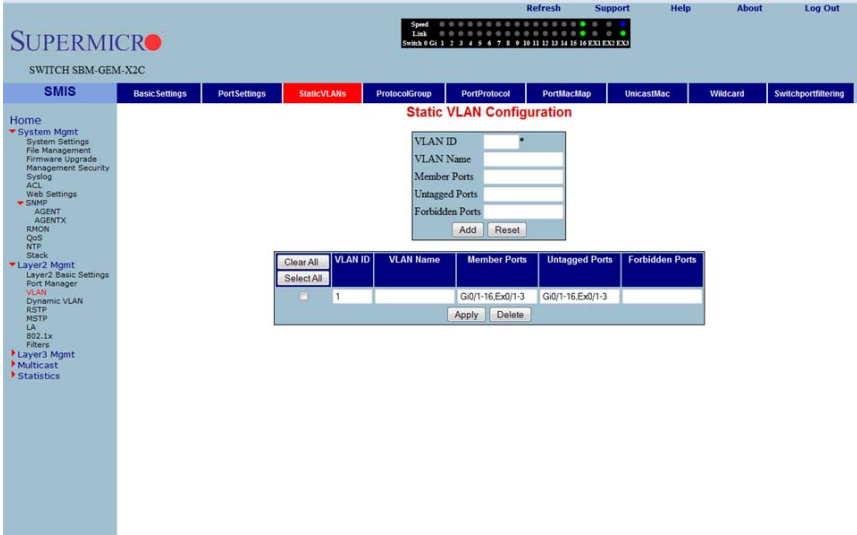 Refresh Support Help About Log Out
SUPERMICRO
Speed
Link
Switch 0 Gi 1 2 3 4 5 6 7 8 9 10 11 12 13 14 15 16 EX1 EX2 EX3
SWITCH SBM-GEM-X2C
SMIS
BasicSettings PortSettings StaticVLANs ProtocolGroup PortProtocol PortMacMap UnicastMac Wildcard Switchportfiltering
Home
System Mgmt
System Settings
File Management
Firmware Upgrade
Management Security
Syslog
ACL
Web Settings
SNMP
AGENT
AGENTX
RMON
QoS
NTP
Stack
Layer2 Mgmt
Layer2 Basic Settings
Port Manager
VLAN
Dynamic VLAN
RSTP
MSTP
LA
802.1x
Filters
Layer3 Mgmt
Multicast
Statistics
Static VLAN Configuration
VLAN ID *
VLAN Name
Member Ports
Untagged Ports
Forbidden Ports
Add Reset
Clear All Select All VLAN ID VLAN Name Member Ports Untagged Ports Forbidden Ports
1 Gi0/1-16,Ex0/1-3 Gi0/1-16,Ex0/1-3
Apply Delete